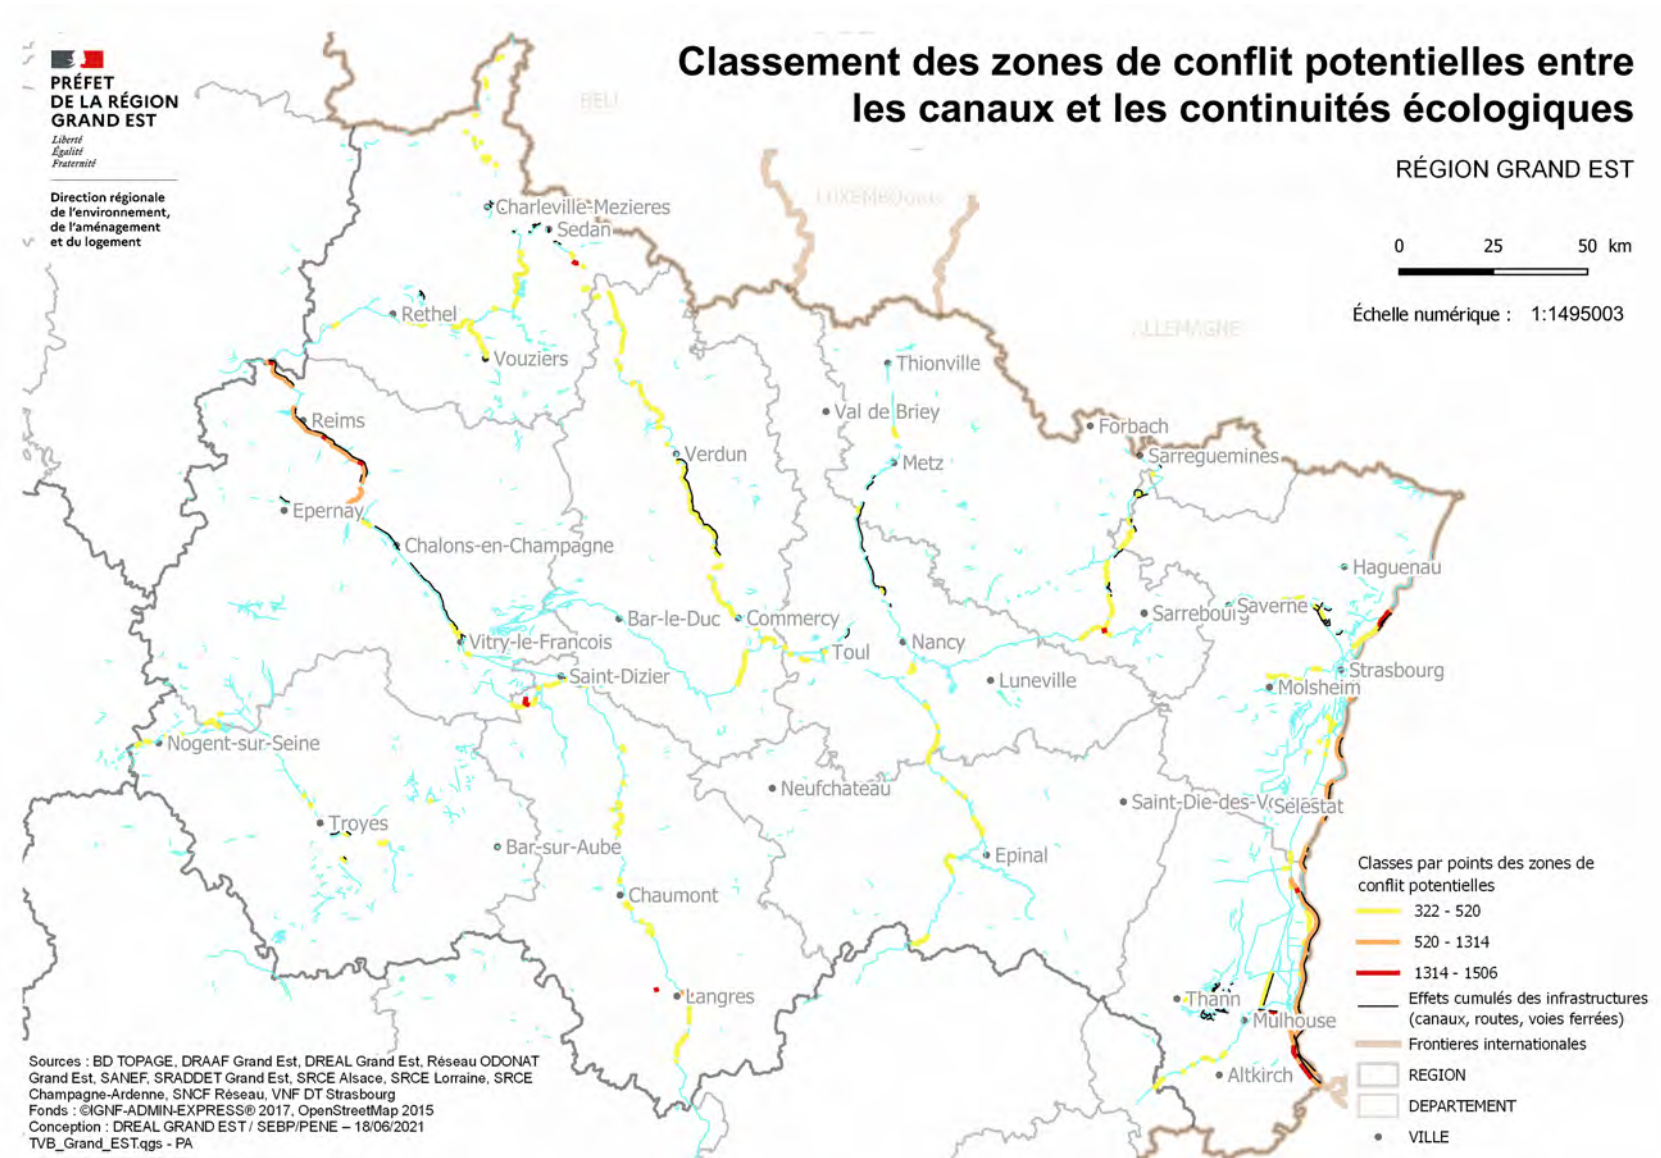 Classement des zones de conflit potentielles entre
les canaux et les continuités écologiques
RÉGION GRAND EST
0 25 50 km
Échelle numérique : 1:1495003
PRÉFET
DE LA RÉGION
GRAND EST
Liberté
Égalité
Fraternité
Direction régionale
de l'environnement,
de l'aménagement
et du logement
LUXEMBOURG
ALLEMAGNE
Charleville-Mezieres
Sedan
Rethel
Vouziers
Thionville
Reims
Val de Briey
Forbach
Verdun
Metz
Sarreguemines
Epernay
Chalons-en-Champagne
Haguenau
Bar-le-Duc
Commercy
Sarrebourg
Saverne
Vitry-le-Francois
Toul
Nancy
Saint-Dizier
Luneville
Strasbourg
Molsheim
Nogent-sur-Seine
Neufchateau
Saint-Die-des-Vo
Selestat
Troyes
Bar-sur-Aube
Epinal
Chaumont
Langres
Thann
Mulhouse
Altkirch
Classes par points des zones de
conflit potentielles
322 - 520
520 - 1314
1314 - 1506
Effets cumulés des infrastructures
(canaux, routes, voies ferrées)
Frontieres internationales
REGION
DEPARTEMENT
VILLE
Sources : BD TOPAGE, DRAAF Grand Est, DREAL Grand Est, Réseau ODONAT
Grand Est, SANEF, SRADDET Grand Est, SRCE Alsace, SRCE Lorraine, SRCE
Champagne-Ardenne, SNCF Réseau, VNF DT Strasbourg
Fonds : ©IGNF-ADMIN-EXPRESS® 2017, OpenStreetMap 2015
Conception : DREAL GRAND EST / SEBP/PENE – 18/06/2021
TVB_Grand_EST.qgs - PA